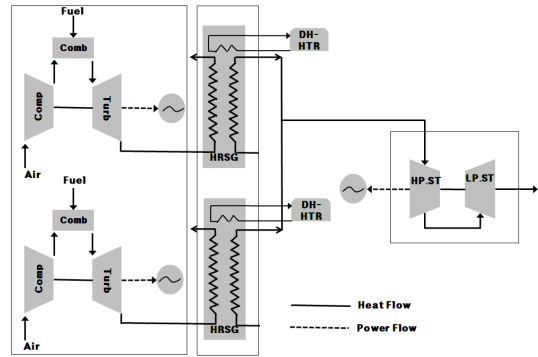 Fuel
Comb
Comp
Turb
Air
HRSG
DH-
HTR
Fuel
Comb
Comp
Turb
Air
HRSG
DH-
HTR
HP.ST
LP.ST
Heat Flow
Power Flow